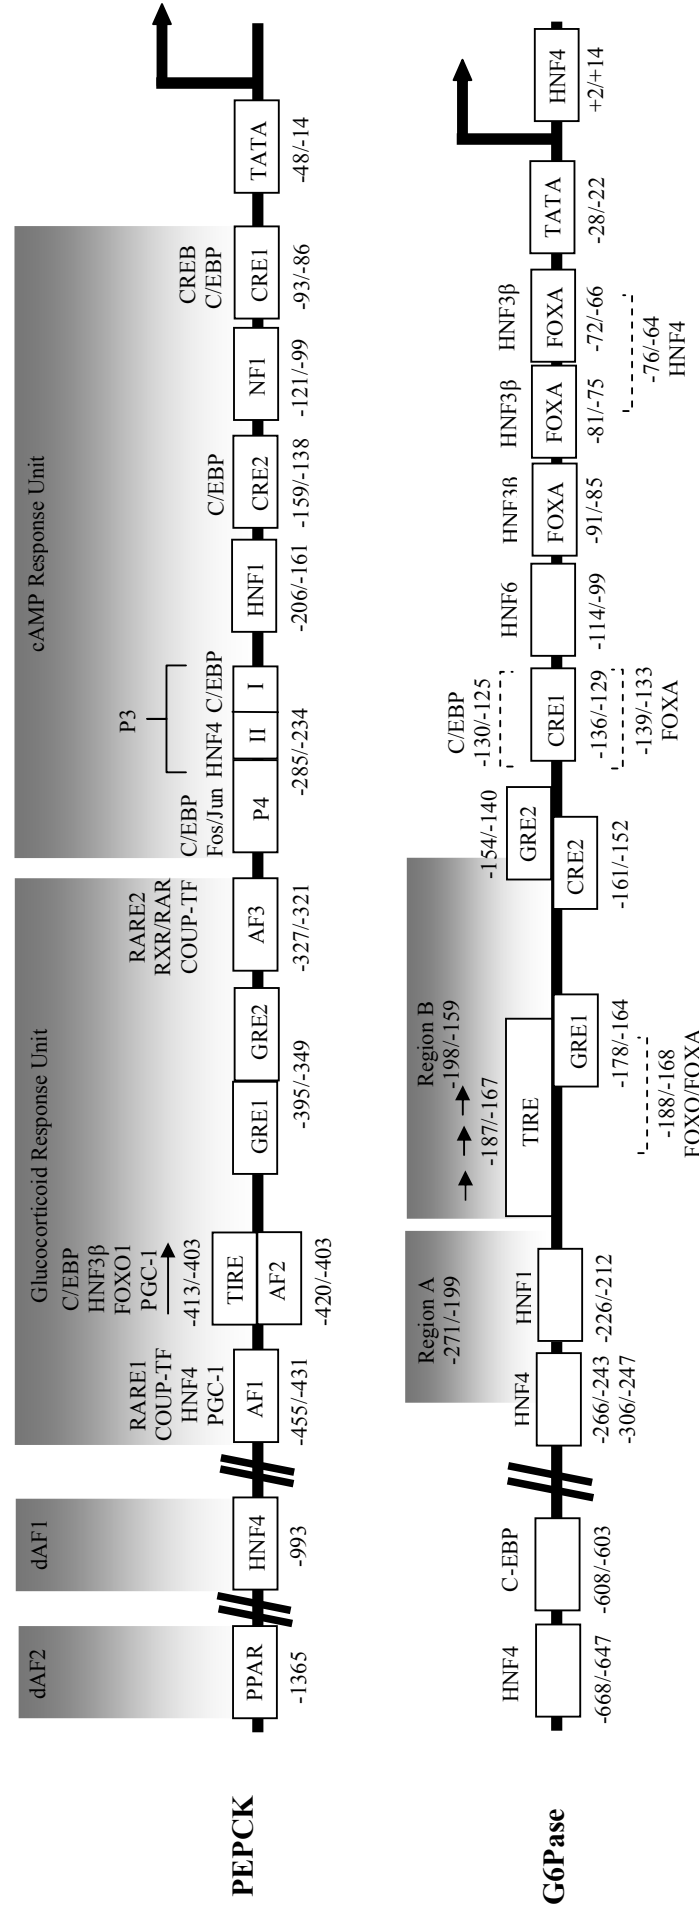 PEPCK
dAF2
PPAR
-1365
dAF1
HNF4
-993
Glucocorticoid Response Unit
RARE1
COUP-TF
HNF4
PGC-1
AF1
-455/-431
C/EBP
HNF3β
FOXO1
PGC-1
-413/-403
TIRE
AF2
-420/-403
GRE1
GRE2
-395/-349
RARE2
RXR/RAR
COUP-TF
AF3
-327/-321
cAMP Response Unit
C/EBP
Fos/Jun
P4
P3
HNF4
C/EBP
II
I
-285/-234
HNF1
-206/-161
C/EBP
CRE2
-159/-138
NF1
-121/-99
CREB
C/EBP
CRE1
-93/-86
TATA
-48/-14
G6Pase
HNF4
-668/-647
C-EBP
-608/-603
Region A
-271/-199
HNF4
-266/-243
-306/-247
HNF1
-226/-212
Region B
-198/-159
-187/-167
TIRE
GRE1
-178/-164
-188/-168
FOXO/FOXA
-154/-140
GRE2
CRE2
-161/-152
C/EBP
-130/-125
CRE1
-136/-129
-139/-133
FOXA
HNF6
-114/-99
HNF3β
FOXA
-91/-85
HNF3β
FOXA
-81/-75
HNF3β
FOXA
-72/-66
-76/-64
HNF4
TATA
-28/-22
HNF4
+2/+14